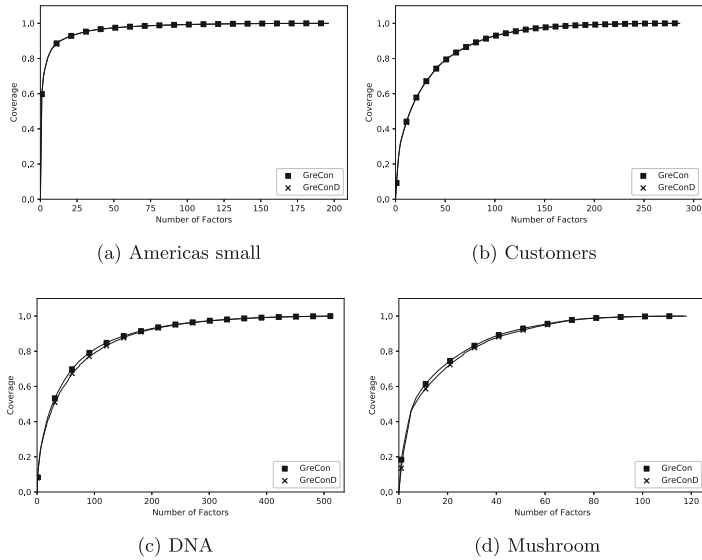 1.0
0.8
0.6
0.4
0.2
0.0
Coverage
GreCon
GreConD
0 25 50 75 100 125 150 175 200
Number of Factors
(a) Americas small
1.0
0.8
0.6
0.4
0.2
0.0
Coverage
GreCon
GreConD
0 50 100 150 200 250 300
Number of Factors
(b) Customers
1.0
0.8
0.6
0.4
0.2
0.0
Coverage
GreCon
GreConD
0 100 200 300 400 500
Number of Factors
(c) DNA
1.0
0.8
0.6
0.4
0.2
0.0
Coverage
GreCon
GreConD
0 20 40 60 80 100 120
Number of Factors
(d) Mushroom